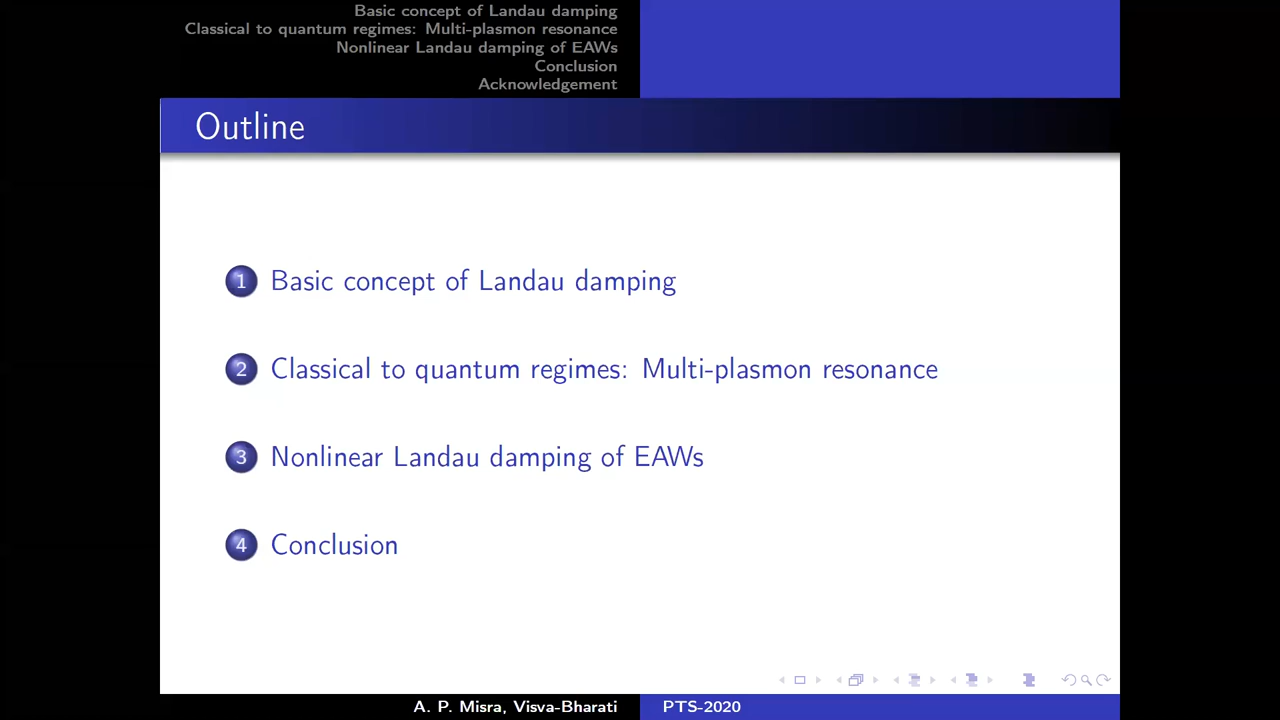 Basic concept of Landau damping
Classical to quantum regimes: Multi-plasmon resonance
Nonlinear Landau damping of EAWs
Conclusion
Acknowledgement
Outline
1 Basic concept of Landau damping
2 Classical to quantum regimes: Multi-plasmon resonance
3 Nonlinear Landau damping of EAWs
4 Conclusion
A. P. Misra, Visva-Bharati PTS-2020